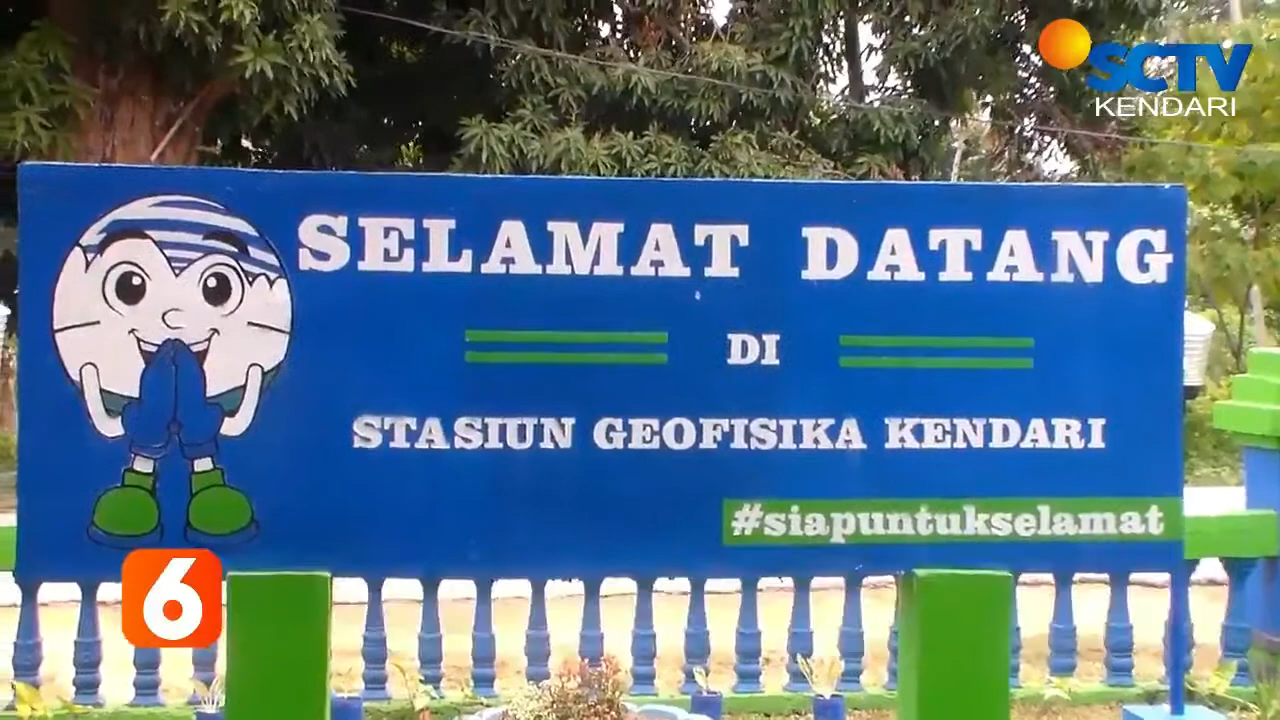 SCTV
KENDARI
SELAMAT DATANG
DI
STASIUN GEOFISIKA KENDARI
#siapuntukselamat
6